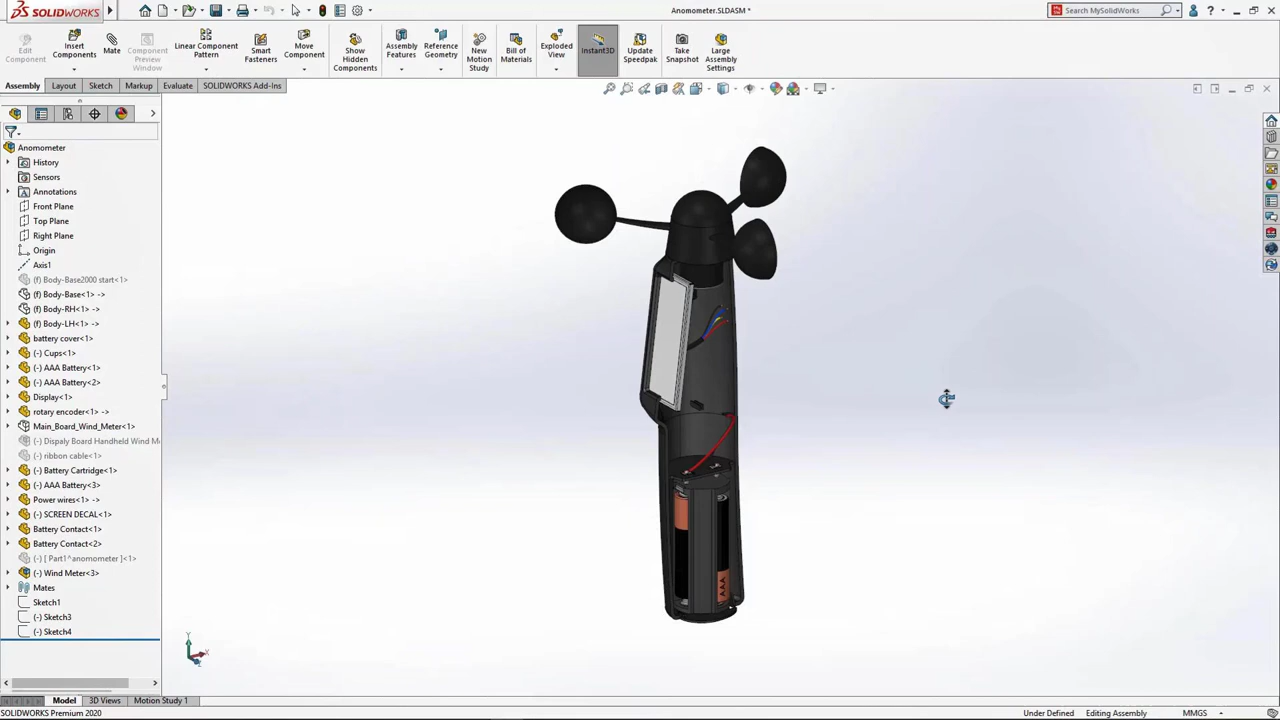 SOLIDWORKS
Anomometer.SLDASM *
Search MySolidWorks
Edit Component
Insert Components
Mate
Component Preview Window
Linear Component Pattern
Smart Fasteners
Move Component
Show Hidden Components
Assembly Features
Reference Geometry
New Motion Study
Bill of Materials
Exploded View
Instant3D
Update Speedpak
Take Snapshot
Large Assembly Settings
Assembly
Layout
Sketch
Markup
Evaluate
SOLIDWORKS Add-Ins
Anomometer
History
Sensors
Annotations
Front Plane
Top Plane
Right Plane
Origin
Axis1
(f) Body-Base2000 start<1>
(f) Body-Base<1> ->
(f) Body-RH<1> ->
(f) Body-LH<1> ->
battery cover<1>
(-) Cups<1>
(-) AAA Battery<1>
(-) AAA Battery<2>
Display<1>
rotary encoder<1> ->
Main_Board_Wind_Meter<1>
(-) Dispaly Board Handheld Wind M
(-) ribbon cable<1>
(-) Battery Cartridge<1>
(-) AAA Battery<3>
Power wires<1> ->
(-) SCREEN DECAL<1>
Battery Contact<1>
Battery Contact<2>
(-) [ Part1^anomometer ]<1>
(-) Wind Meter<3>
Mates
Sketch1
(-) Sketch3
(-) Sketch4
AAA
Y
X
Z
Model
3D Views
Motion Study 1
SOLIDWORKS Premium 2020
Under Defined
Editing Assembly
MMGS